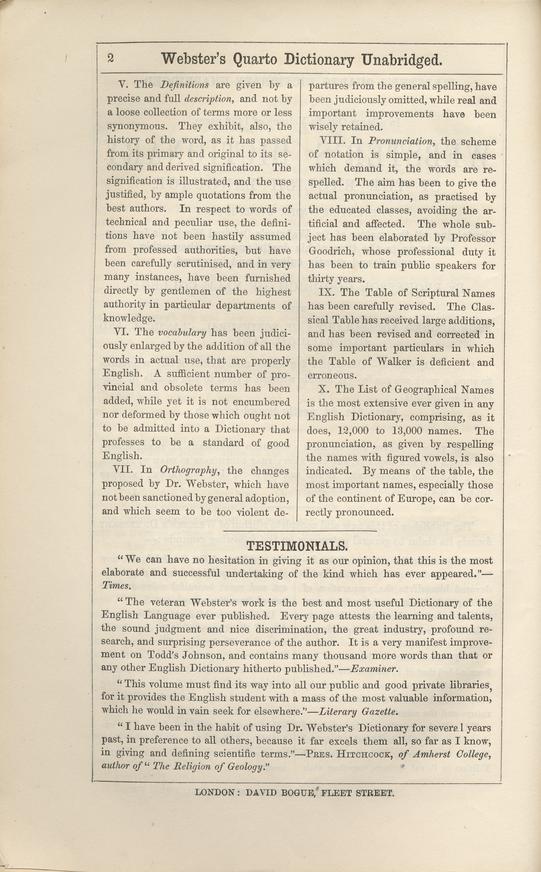 2
Webster's Quarto Dictionary Unabridged.
V. The Definitions are given by a
precise and full description, and not by
a loose collection of terms more or less
synonymous. They exhibit, also, the
history of the word, as it has passed
from its primary and original to its se-
condary and derived signification. The
signification is illustrated, and the use
justified, by ample quotations from the
best authors. In respect to words of
technical and peculiar use, the defini-
tions have not been hastily assumed
from professed authorities, but have
been carefully scrutinised, and in very
many instances, have been furnished
directly by gentlemen of the highest
authority in particular departments of
knowledge.
VI. The vocabulary has been judici-
ously enlarged by the addition of all the
words in actual use, that are properly
English. A sufficient number of pro-
vincial and obsolete terms has been
added, while yet it is not encumbered
nor deformed by those which ought not
to be admitted into a Dictionary that
professes to be a standard of good
English.
VII. In Orthography, the changes
proposed by Dr. Webster, which have
not been sanctioned by general adoption,
and which seem to be too violent de-
partures from the general spelling, have
been judiciously omitted, while real and
important improvements have been
wisely retained.
VIII. In Pronunciation, the scheme
of notation is simple, and in cases
which demand it, the words are re-
spelled. The aim has been to give the
actual pronunciation, as practised by
the educated classes, avoiding the ar-
tificial and affected. The whole sub-
ject has been elaborated by Professor
Goodrich, whose professional duty it
has been to train public speakers for
thirty years.
IX. The Table of Scriptural Names
has been carefully revised. The Clas-
sical Table has received large additions,
and has been revised and corrected in
some important particulars in which
the Table of Walker is deficient and
erroneous.
X. The List of Geographical Names
is the most extensive ever given in any
English Dictionary, comprising, as it
does, 12,000 to 13,000 names. The
pronunciation, as given by respelling
the names with figured vowels, is also
indicated. By means of the table, the
most important names, especially those
of the continent of Europe, can be cor-
rectly pronounced.
TESTIMONIALS.
"We can have no hesitation in giving it as our opinion, that this is the most
elaborate and successful undertaking of the kind which has ever appeared."—
Times.
"The veteran Webster's work is the best and most useful Dictionary of the
English Language ever published. Every page attests the learning and talents,
the sound judgment and nice discrimination, the great industry, profound re-
search, and surprising perseverance of the author. It is a very manifest improve-
ment on Todd's Johnson, and contains many thousand more words than that or
any other English Dictionary hitherto published."—Examiner.
"This volume must find its way into all our public and good private libraries,
for it provides the English student with a mass of the most valuable information,
which he would in vain seek for elsewhere."—Literary Gazette.
"I have been in the habit of using Dr. Webster's Dictionary for several years
past, in preference to all others, because it far excels them all, so far as I know,
in giving and defining scientific terms."—PRES. HITCHCOCK, of Amherst College,
author of "The Religion of Geology."
LONDON: DAVID BOGUE, FLEET STREET.